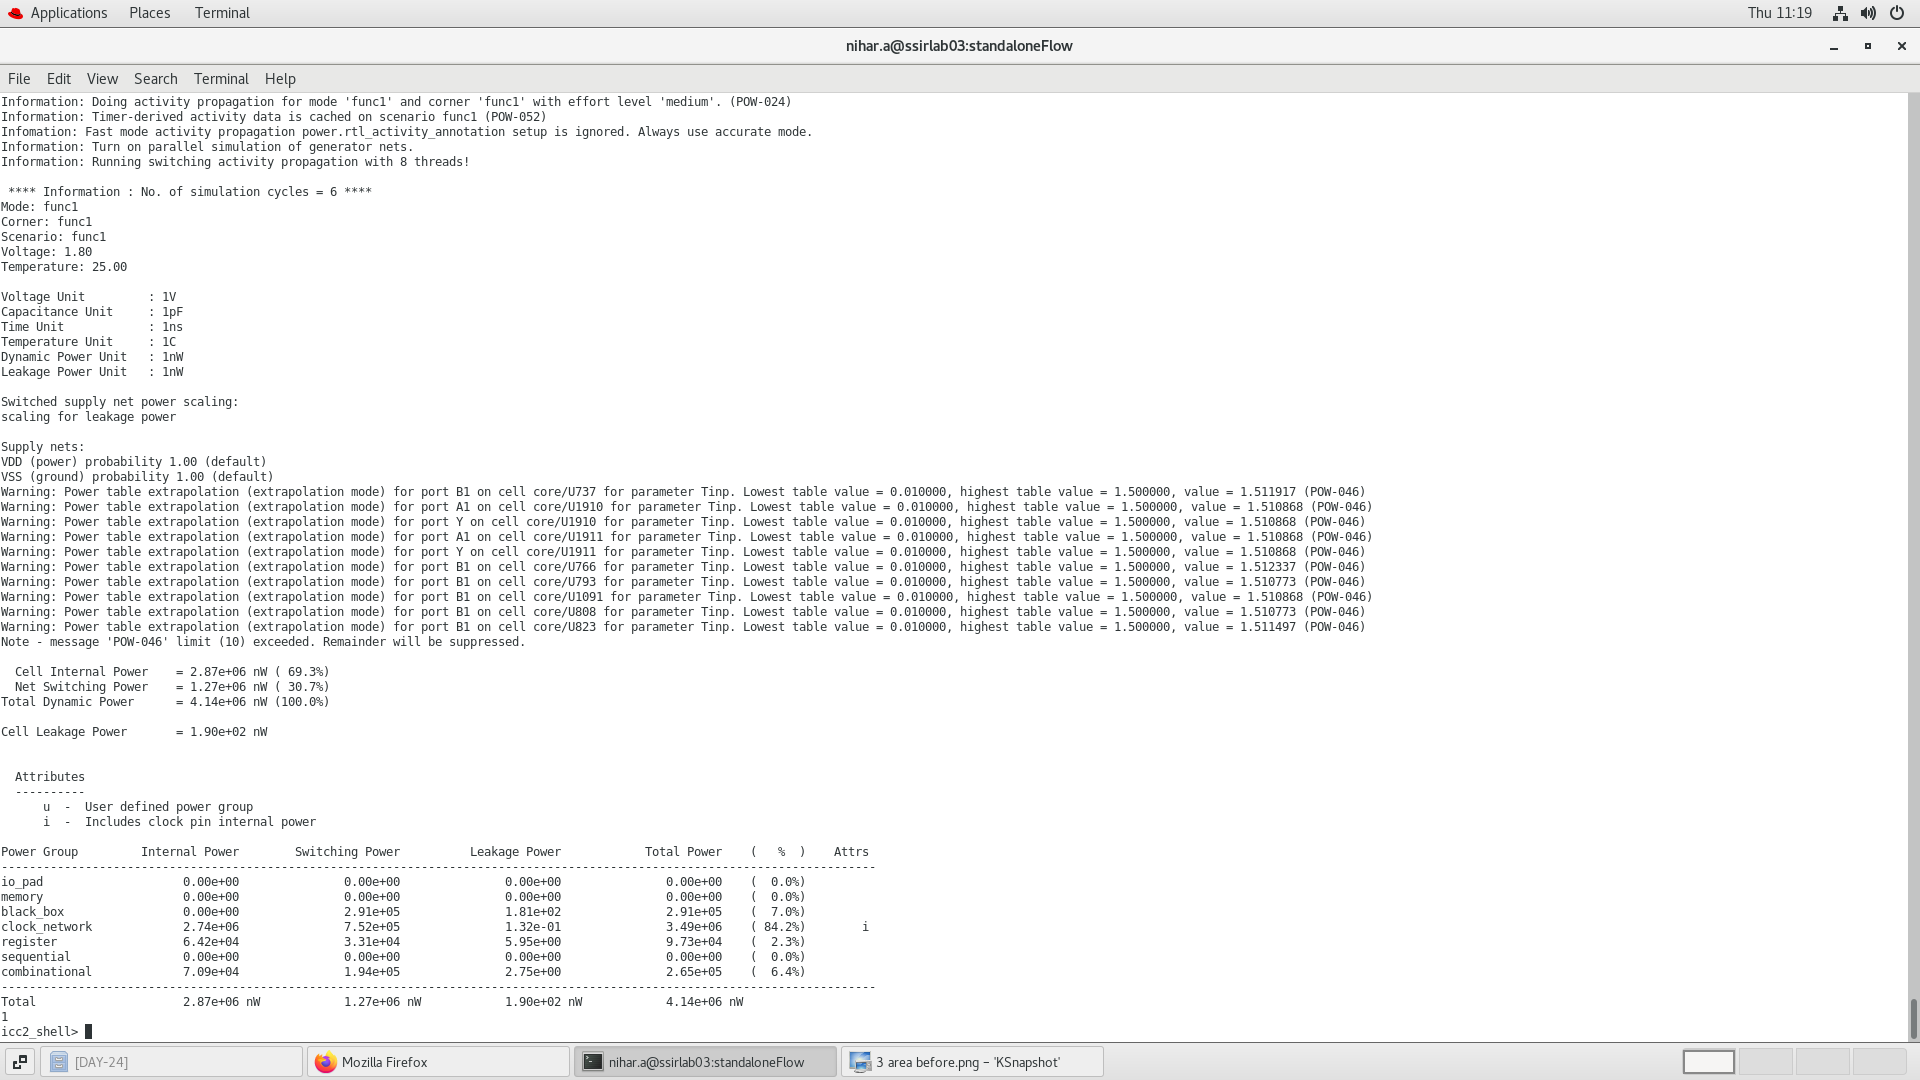 Applications Places Terminal Thu 11:19
nihar.a@ssirlab03:standaloneFlow
File Edit View Search Terminal Help
Information: Doing activity propagation for mode 'func1' and corner 'func1' with effort level 'medium'. (POW-024)
Information: Timer-derived activity data is cached on scenario func1 (POW-052)
Infomation: Fast mode activity propagation power.rtl_activity_annotation setup is ignored. Always use accurate mode.
Information: Turn on parallel simulation of generator nets.
Information: Running switching activity propagation with 8 threads!
**** Information : No. of simulation cycles = 6 ****
Mode: func1
Corner: func1
Scenario: func1
Voltage: 1.80
Temperature: 25.00
Voltage Unit : 1V
Capacitance Unit : 1pF
Time Unit : 1ns
Temperature Unit : 1C
Dynamic Power Unit : 1nW
Leakage Power Unit : 1nW
Switched supply net power scaling:
scaling for leakage power
Supply nets:
VDD (power) probability 1.00 (default)
VSS (ground) probability 1.00 (default)
Warning: Power table extrapolation (extrapolation mode) for port B1 on cell core/U737 for parameter Tinp. Lowest table value = 0.010000, highest table value = 1.500000, value = 1.511917 (POW-046)
Warning: Power table extrapolation (extrapolation mode) for port A1 on cell core/U1910 for parameter Tinp. Lowest table value = 0.010000, highest table value = 1.500000, value = 1.510868 (POW-046)
Warning: Power table extrapolation (extrapolation mode) for port Y on cell core/U1910 for parameter Tinp. Lowest table value = 0.010000, highest table value = 1.500000, value = 1.510868 (POW-046)
Warning: Power table extrapolation (extrapolation mode) for port A1 on cell core/U1911 for parameter Tinp. Lowest table value = 0.010000, highest table value = 1.500000, value = 1.510868 (POW-046)
Warning: Power table extrapolation (extrapolation mode) for port Y on cell core/U1911 for parameter Tinp. Lowest table value = 0.010000, highest table value = 1.500000, value = 1.510868 (POW-046)
Warning: Power table extrapolation (extrapolation mode) for port B1 on cell core/U766 for parameter Tinp. Lowest table value = 0.010000, highest table value = 1.500000, value = 1.512337 (POW-046)
Warning: Power table extrapolation (extrapolation mode) for port B1 on cell core/U793 for parameter Tinp. Lowest table value = 0.010000, highest table value = 1.500000, value = 1.510773 (POW-046)
Warning: Power table extrapolation (extrapolation mode) for port B1 on cell core/U1091 for parameter Tinp. Lowest table value = 0.010000, highest table value = 1.500000, value = 1.510868 (POW-046)
Warning: Power table extrapolation (extrapolation mode) for port B1 on cell core/U808 for parameter Tinp. Lowest table value = 0.010000, highest table value = 1.500000, value = 1.510773 (POW-046)
Warning: Power table extrapolation (extrapolation mode) for port B1 on cell core/U823 for parameter Tinp. Lowest table value = 0.010000, highest table value = 1.500000, value = 1.511497 (POW-046)
Note - message 'POW-046' limit (10) exceeded. Remainder will be suppressed.
Cell Internal Power = 2.87e+06 nW ( 69.3%)
Net Switching Power = 1.27e+06 nW ( 30.7%)
Total Dynamic Power = 4.14e+06 nW (100.0%)
Cell Leakage Power = 1.90e+02 nW
Attributes
----------
u - User defined power group
i - Includes clock pin internal power
Power Group Internal Power Switching Power Leakage Power Total Power ( % ) Attrs
-----------------------------------------------------------------------------------------------------------------------------
io_pad 0.00e+00 0.00e+00 0.00e+00 0.00e+00 ( 0.0%)
memory 0.00e+00 0.00e+00 0.00e+00 0.00e+00 ( 0.0%)
black_box 0.00e+00 2.91e+05 1.81e+02 2.91e+05 ( 7.0%)
clock_network 2.74e+06 7.52e+05 1.32e-01 3.49e+06 ( 84.2%) i
register 6.42e+04 3.31e+04 5.95e+00 9.73e+04 ( 2.3%)
sequential 0.00e+00 0.00e+00 0.00e+00 0.00e+00 ( 0.0%)
combinational 7.09e+04 1.94e+05 2.75e+00 2.65e+05 ( 6.4%)
-----------------------------------------------------------------------------------------------------------------------------
Total 2.87e+06 nW 1.27e+06 nW 1.90e+02 nW 4.14e+06 nW
1
icc2_shell>
[DAY-24] Mozilla Firefox nihar.a@ssirlab03:standaloneFlow 3 area before.png – 'KSnapshot'